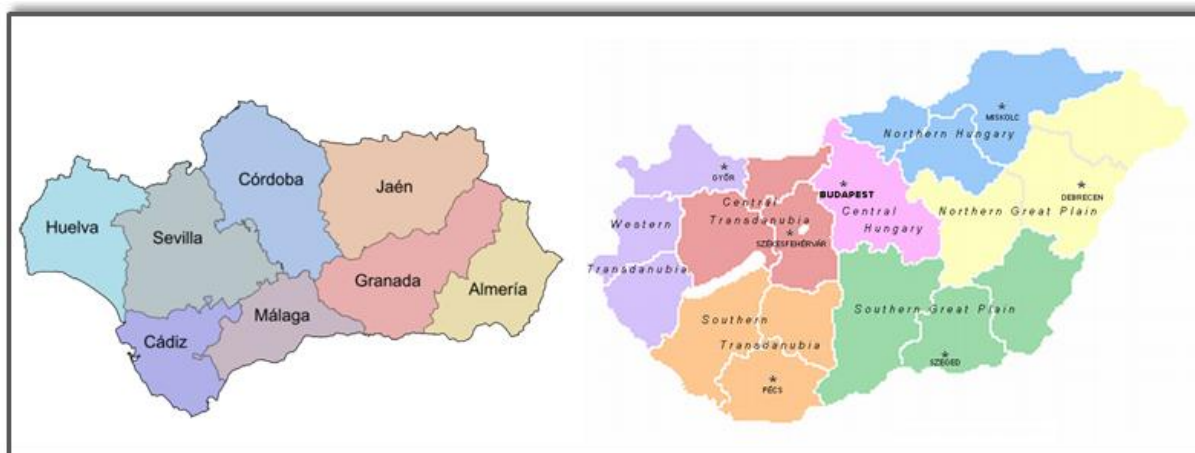 Huelva
Sevilla
Córdoba
Jaén
Granada
Almería
Málaga
Cádiz
Northern Hungary
MISKOLC
GYŐR
BUDAPEST
DEBRECEN
Western
Transdanubia
Central
Transdanubia
SZÉKESFEHÉRVÁR
Central
Hungary
Northern Great Plain
Southern
Transdanubia
Southern Great Plain
SZEGED
PÉCS